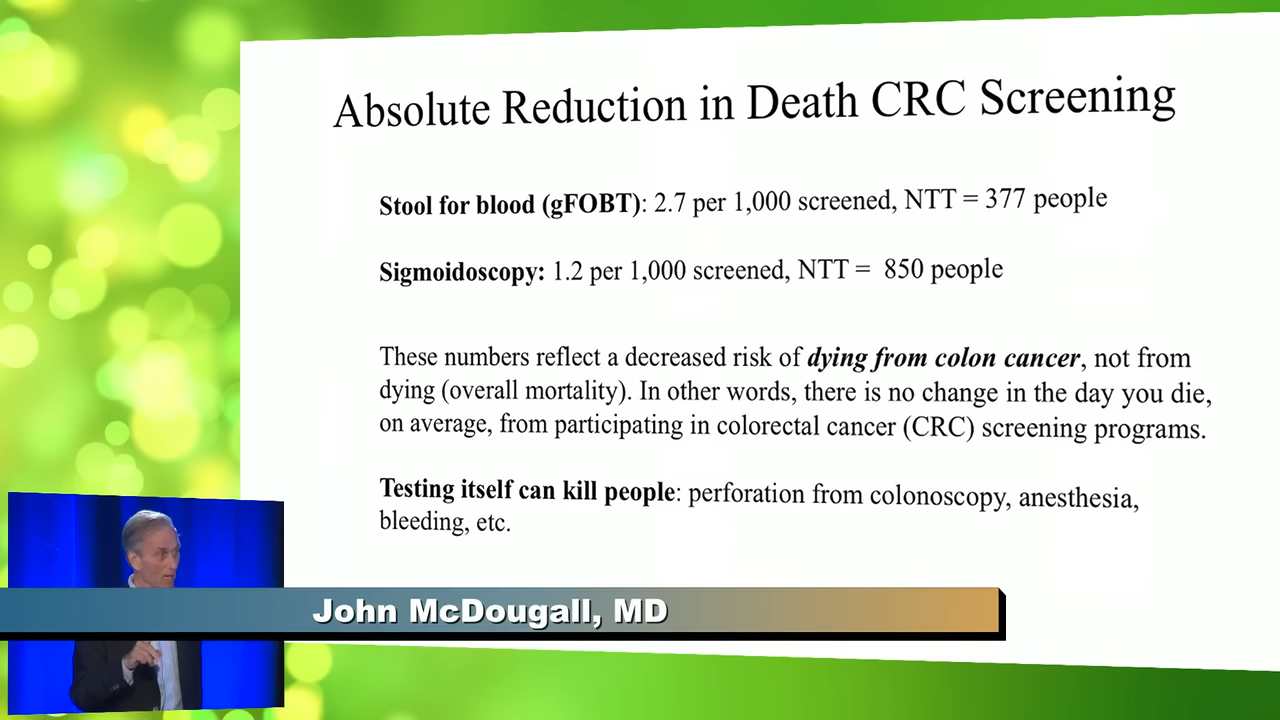 Absolute Reduction in Death CRC Screening
Stool for blood (gFOBT): 2.7 per 1,000 screened, NTT = 377 people
Sigmoidoscopy: 1.2 per 1,000 screened, NTT = 850 people
These numbers reflect a decreased risk of dying from colon cancer, not from
dying (overall mortality). In other words, there is no change in the day you die,
on average, from participating in colorectal cancer (CRC) screening programs.
Testing itself can kill people: perforation from colonoscopy, anesthesia,
bleeding, etc.
John McDougall, MD